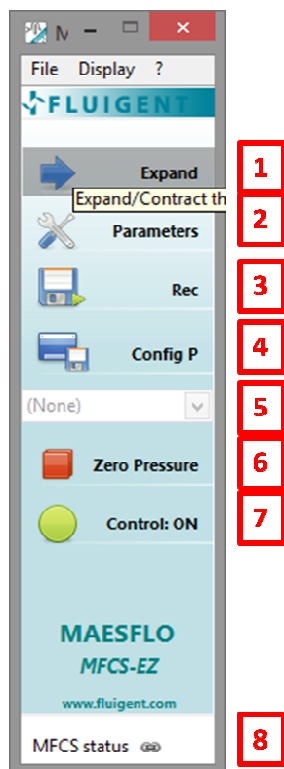 M
File Display ?
FLUIGENT
Expand
1
Expand/Contract th
2
Parameters
Rec
3
Config P
4
(None)
5
Zero Pressure
6
Control: ON
7
MAESFLO
MFCS-EZ
www.fluigent.com
MFCS status
8